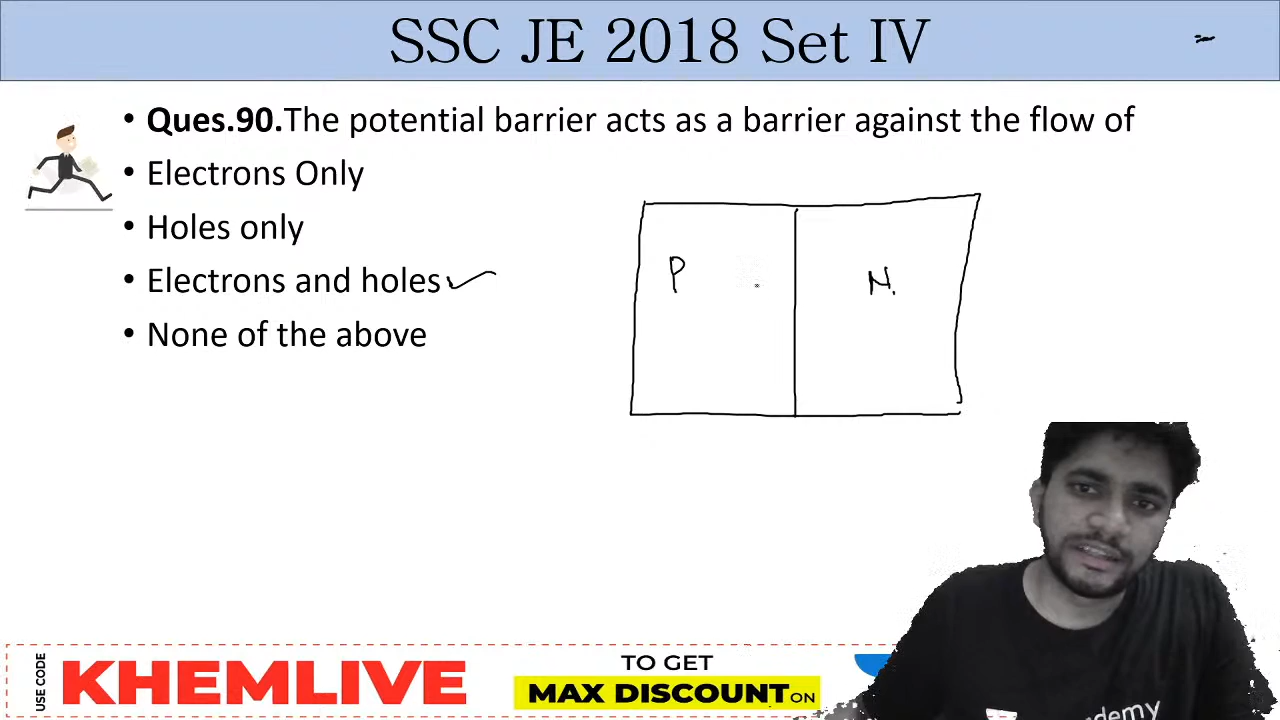 SSC JE 2018 Set IV
• Ques.90.The potential barrier acts as a barrier against the flow of
• Electrons Only
• Holes only
• Electrons and holes
• None of the above
P
N
USE CODE
KHEMLIVE
TO GET
MAX DISCOUNT ON